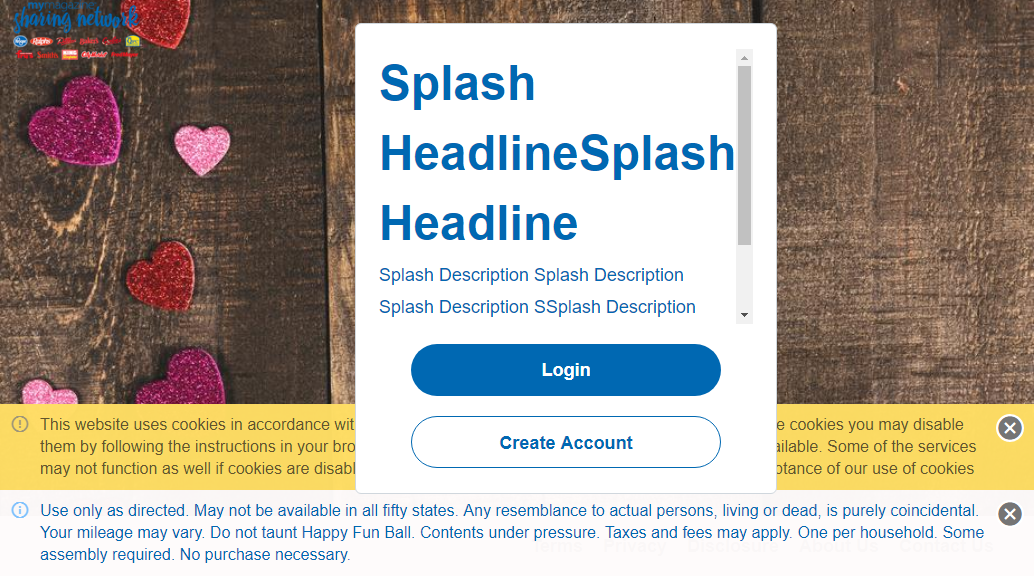 my magazine
sharing network
Splash
HeadlineSplash
Headline
Splash Description Splash Description
Splash Description SSplash Description
Login
Create Account
This website uses cookies in accordance wit e cookies you may disable
them by following the instructions in your bro ailable. Some of the services
may not function as well if cookies are disabl ptance of our use of cookies
Use only as directed. May not be available in all fifty states. Any resemblance to actual persons, living or dead, is purely coincidental.
Your mileage may vary. Do not taunt Happy Fun Ball. Contents under pressure. Taxes and fees may apply. One per household. Some
assembly required. No purchase necessary.
Terms Privacy Disclosure About Us Contact Us